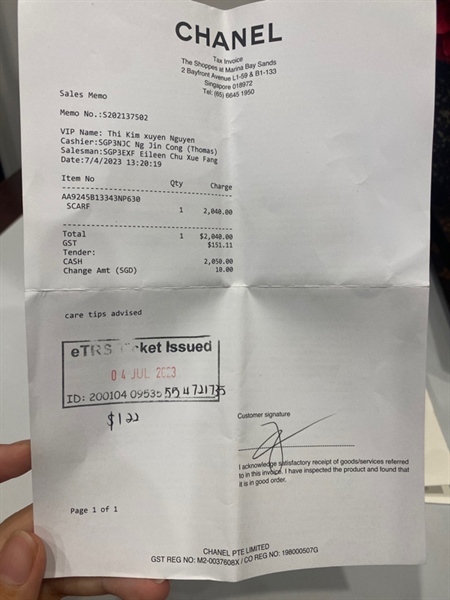 CHANEL
Tax Invoice
The Shoppes at Marina Bay Sands
2 Bayfront Avenue L1-59 & B1-133
Singapore 018972
Tel: (65) 6645 1950
Sales Memo
Memo No.:S202137502
VIP Name: Thi Kim xuyen Nguyen
Cashier:SGP3NJC Ng Jin Cong (Thomas)
Salesman:SGP3EXF Eileen Chu Xue Fang
Date:7/4/2023 13:20:19
Item No Qty Charge
AA9245B13343NP630
SCARF 1 2,040.00
Total 1 $2,040.00
GST $151.11
Tender:
CASH 2,050.00
Change Amt (SGD) 10.00
care tips advised
eTRS ket Issued
04 JUL 2023
ID: 200104 09535
$122
Customer signature
I acknowledge satisfactory receipt of goods/services referred
to in this invoice. I have inspected the product and found that
it is in good order.
Page 1 of 1
CHANEL PTE LIMITED
GST REG NO: M2-0037608X / CO REG NO: 198000507G